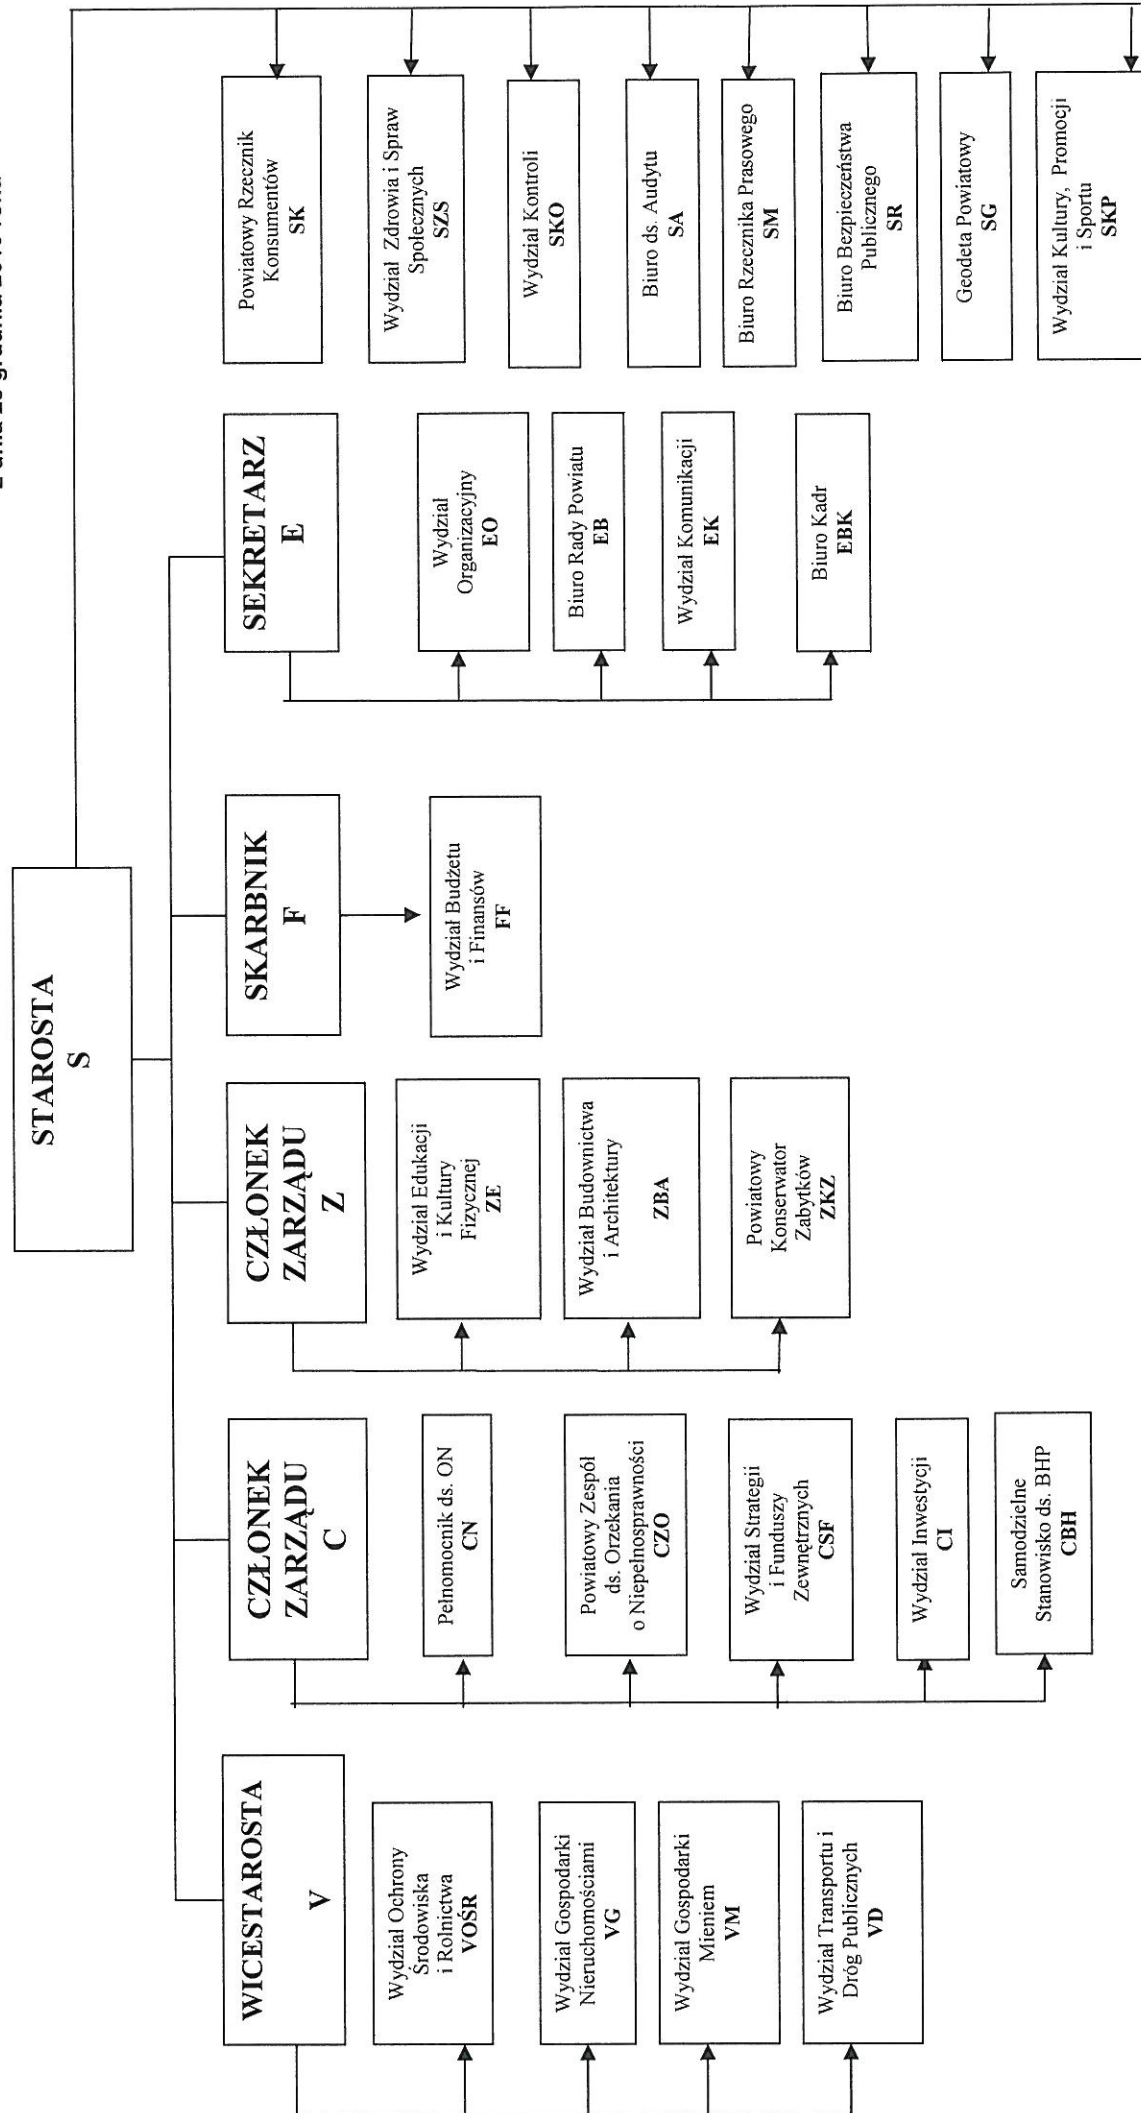 STAROSTA
S
WICESTAROSTA
V
Wydział Ochrony
Środowiska
i Rolnictwa
VOŚR
Wydział Gospodarki
Nieruchomościami
VG
Wydział Gospodarki
Mieniem
VM
Wydział Transportu i
Dróg Publicznych
VD
CZŁONEK
ZARZĄDU
C
Pełnomocnik ds. ON
CN
Powiatowy Zespół
ds. Orzekania
o Niepełnosprawności
CZO
Wydział Strategii
i Funduszy
Zewnętrznych
CSF
Wydział Inwestycji
CI
Samodzielne
Stanowisko ds. BHP
CBH
CZŁONEK
ZARZĄDU
Z
Wydział Edukacji
i Kultury
Fizycznej
ZE
Wydział Budownictwa
i Architektury
ZBA
Powiatowy
Konserwator
Zabytków
ZKZ
SKARBNIK
F
Wydział Budżetu
i Finansów
FF
SEKRETARZ
E
Wydział
Organizacyjny
EO
Biuro Rady Powiatu
EB
Wydział Komunikacji
EK
Biuro Kadr
EBK
Powiatowy Rzecznik
Konsumentów
SK
Wydział Zdrowia i Spraw
Społecznych
SZS
Wydział Kontroli
SKO
Biuro ds. Audytu
SA
Biuro Rzecznika Prasowego
SM
Biuro Bezpieczeństwa
Publicznego
SR
Geodeta Powiatowy
SG
Wydział Kultury, Promocji
i Sportu
SKP